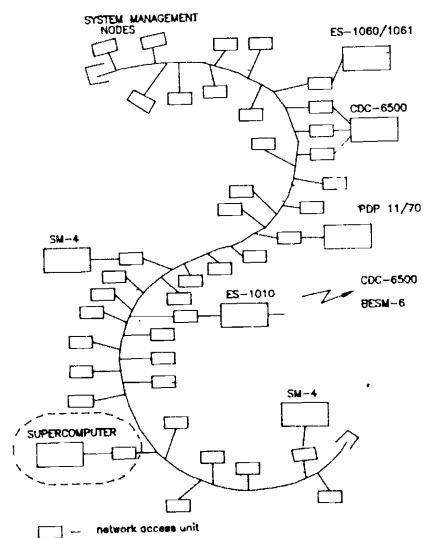 SYSTEM MANAGEMENT
NODES
ES-1060/1061
CDC-6500
PDP 11/70
SM-4
ES-1010
CDC-6500
BESM-6
SM-4
SUPERCOMPUTER
— network access unit